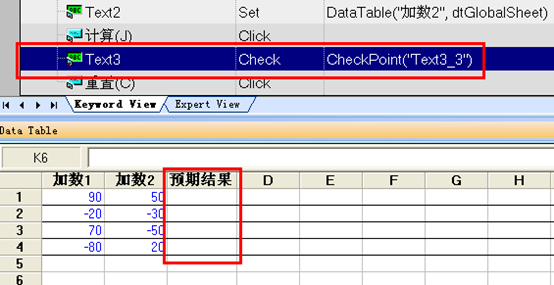 Text2 Set DataTable("加数2", dtGlobalSheet)
计算(J) Click
Text3 Check CheckPoint("Text3_3")
重置(C) Click
Keyword View Expert View
Data Table
K6
加数1 加数2 预期结果 D E F G H
1 90 50
2 -20 -30
3 70 -50
4 -80 20
5
6